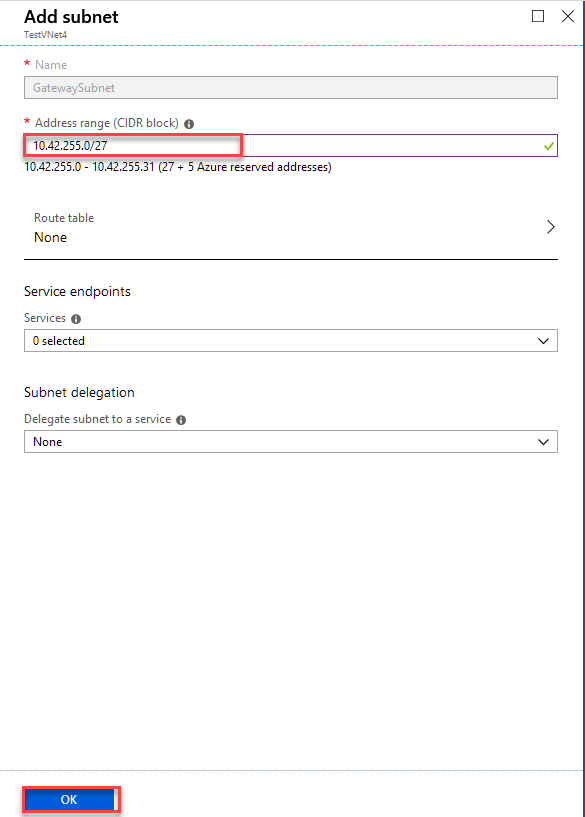 Add subnet
TestVNet4
* Name
GatewaySubnet
* Address range (CIDR block)
10.42.255.0/27
10.42.255.0 - 10.42.255.31 (27 + 5 Azure reserved addresses)
Route table
None
Service endpoints
Services
0 selected
Subnet delegation
Delegate subnet to a service
None
OK